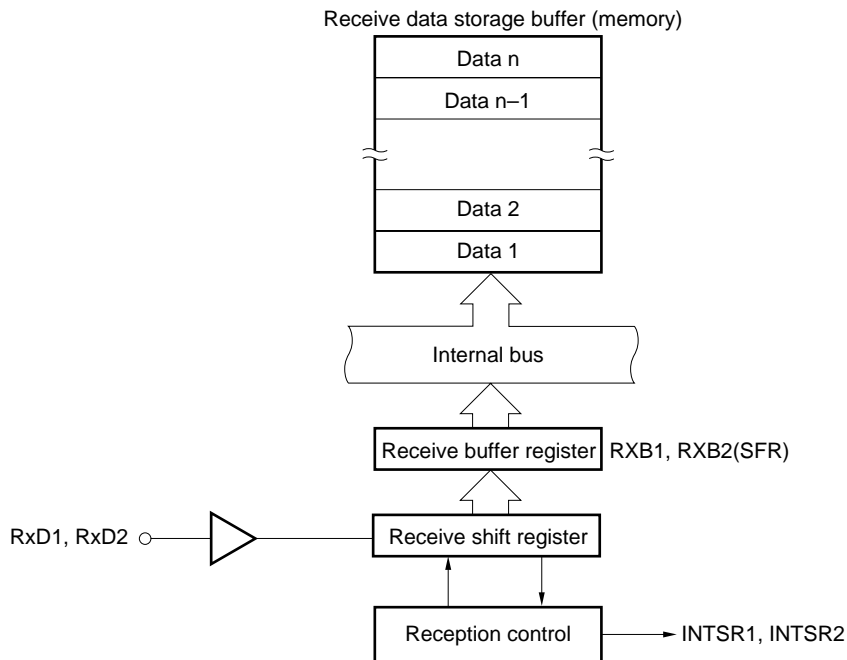 Receive data storage buffer (memory)
Data n
Data n–1
Data 2
Data 1
Internal bus
Receive buffer register
RXB1, RXB2(SFR)
RxD1, RxD2
Receive shift register
Reception control
INTSR1, INTSR2